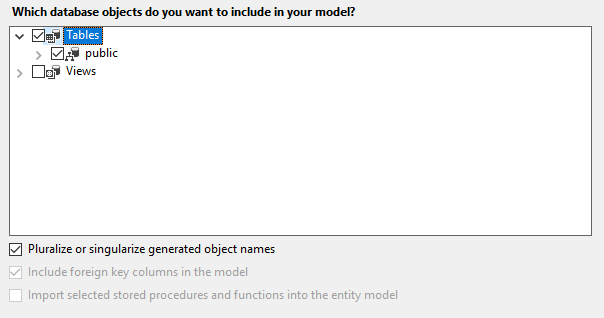 Which database objects do you want to include in your model?
Tables
public
Views
Pluralize or singularize generated object names
Include foreign key columns in the model
Import selected stored procedures and functions into the entity model